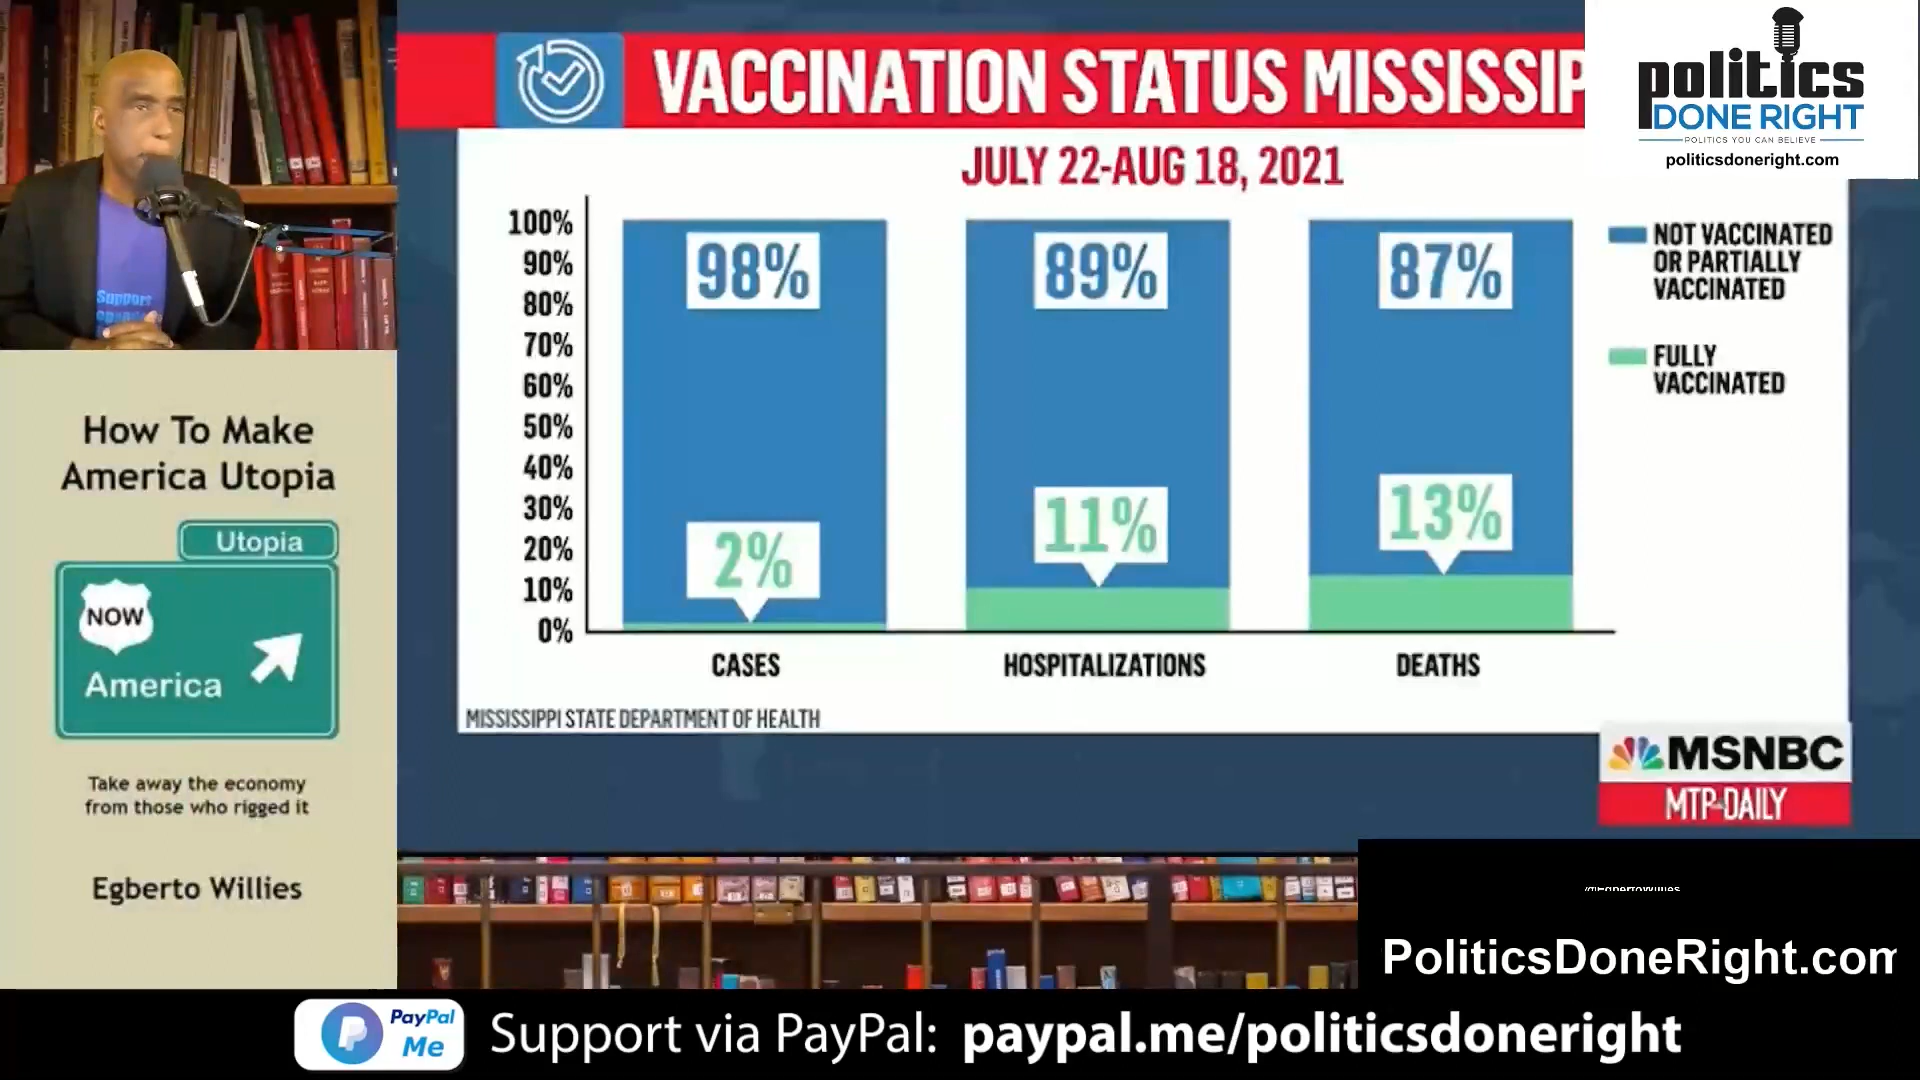 VACCINATION STATUS MISSISSIP
politics
DONE RIGHT
POLITICS YOU CAN BELIEVE
politicsdoneright.com
JULY 22-AUG 18, 2021
100%
90%
80%
70%
60%
50%
40%
30%
20%
10%
0%
98%
89%
87%
2%
11%
13%
CASES
HOSPITALIZATIONS
DEATHS
NOT VACCINATED
OR PARTIALLY
VACCINATED
FULLY
VACCINATED
MISSISSIPPI STATE DEPARTMENT OF HEALTH
MSNBC
MTP DAILY
Support
How To Make
America Utopia
Utopia
NOW
America
Take away the economy
from those who rigged it
Egberto Willies
PoliticsDoneRight.com
PayPal
Me
Support via PayPal: paypal.me/politicsdoneright